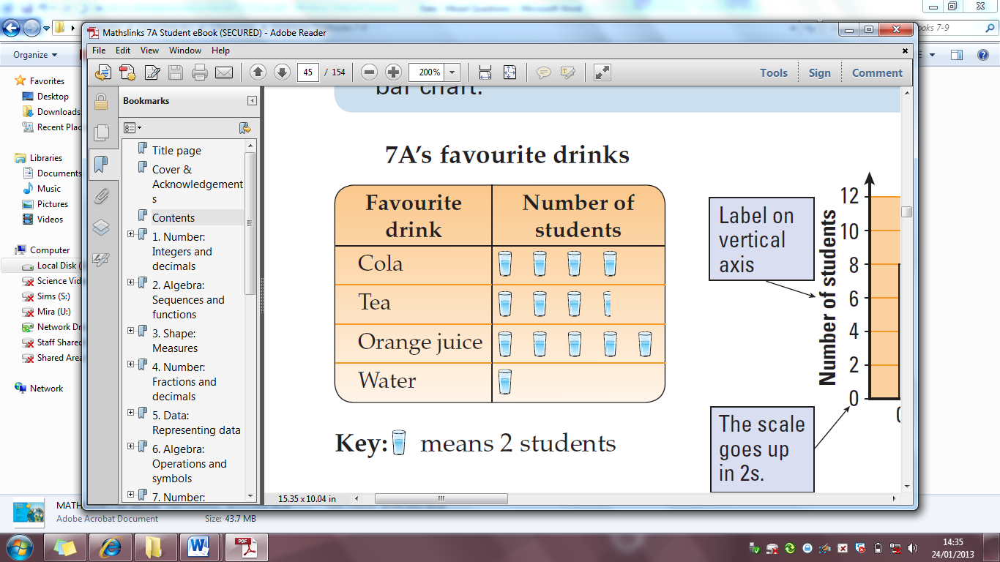 Mathslinks 7A Student eBook (SECURED) - Adobe Reader
File Edit View Window Help
45 / 154 200% Tools Sign Comment
Organize
Favorites
Desktop
Downloads
Recent Plac
Libraries
Documents
Music
Pictures
Videos
Computer
Local Disk (
Science Vid
Sims (S:)
Mira (U:)
Network Dr
Staff Shared
Shared Area
Network
Bookmarks
Title page
Cover &
Acknowledgement
s
Contents
1. Number:
Integers and
decimals
2. Algebra:
Sequences and
functions
3. Shape:
Measures
4. Number:
Fractions and
decimals
5. Data:
Representing data
6. Algebra:
Operations and
symbols
7. Number:
bar chart.
7A's favourite drinks
Favourite
drink
Number of
students
Cola
Tea
Orange juice
Water
Key: means 2 students
Label on
vertical
axis
Number of students
12
10
8
6
4
2
0
The scale
goes up
in 2s.
15.35 x 10.04 in
ooks 7-9
MATH
Adobe Acrobat Document Size: 43.7 MB
14:35
24/01/2013